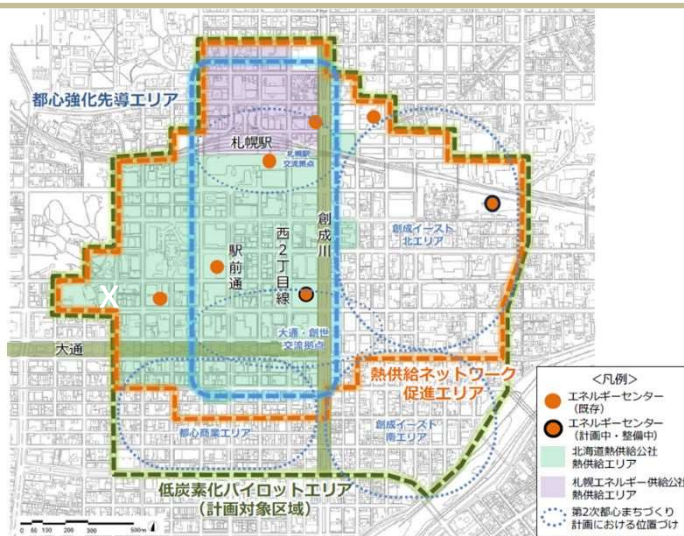 都心強化先導エリア
札幌駅
札幌駅
交流拠点
創成川
西2丁目線
駅前通
創成イースト
北エリア
X
大通・創世
交流拠点
大通
熱供給ネットワーク
促進エリア
都心商業エリア
創成イースト
南エリア
低炭素化パイロットエリア
(計画対象区域)
<凡例>
エネルギーセンター
(既存)
エネルギーセンター
(計画中・整備中)
北海道熱供給公社
熱供給エリア
札幌エネルギー供給公社
熱供給エリア
第2次都心まちづくり
計画における位置づけ
0 50 100 200 300 500m